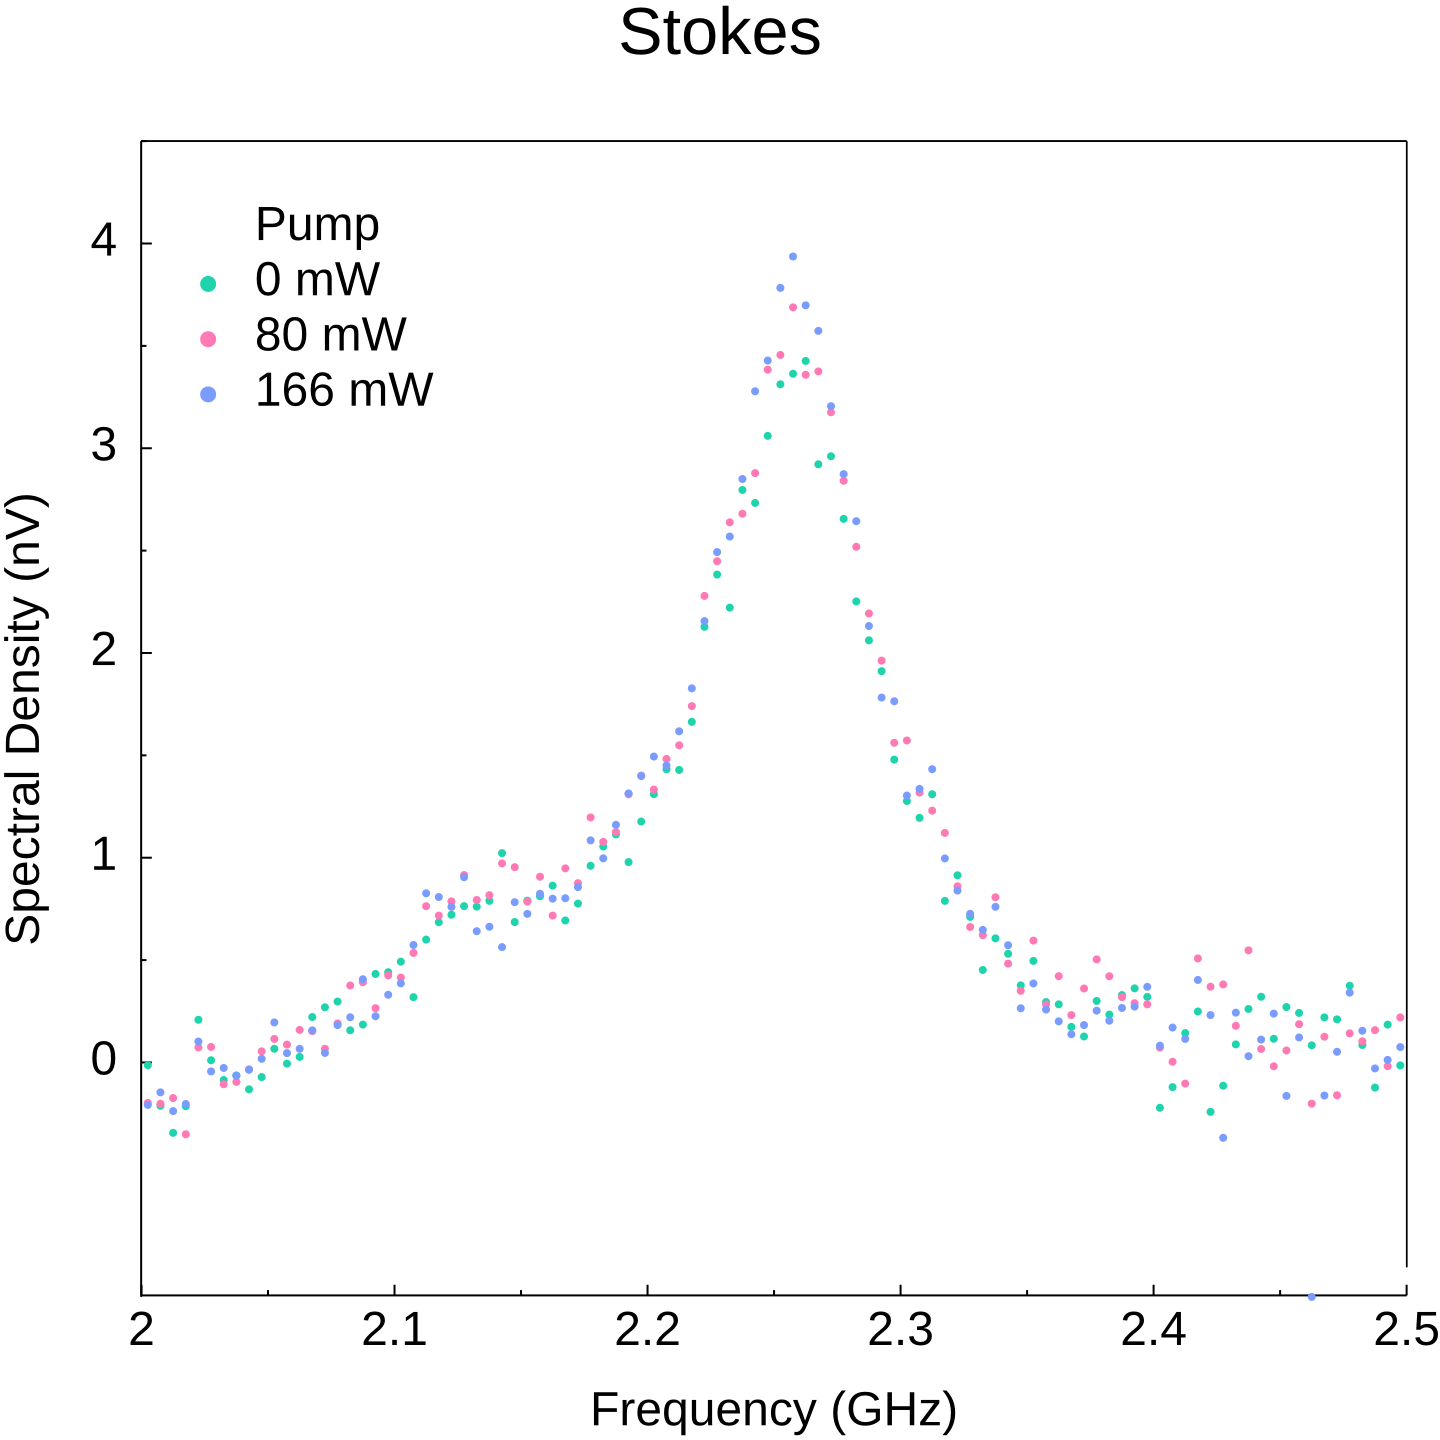 Stokes
Pump
0 mW
80 mW
166 mW
4
3
2
1
0
Spectral Density (nV)
2 2.1 2.2 2.3 2.4 2.5
Frequency (GHz)